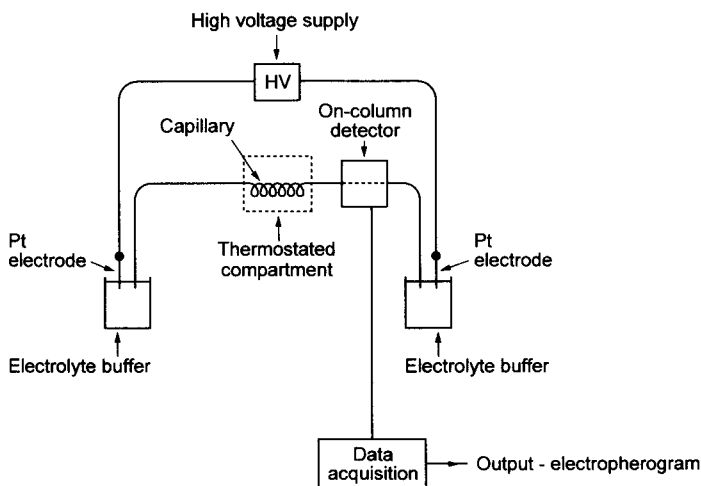 High voltage supply
HV
On-column
detector
Capillary
Thermostated
compartment
Pt
electrode
Pt
electrode
Electrolyte buffer
Electrolyte buffer
Data
acquisition
Output - electropherogram